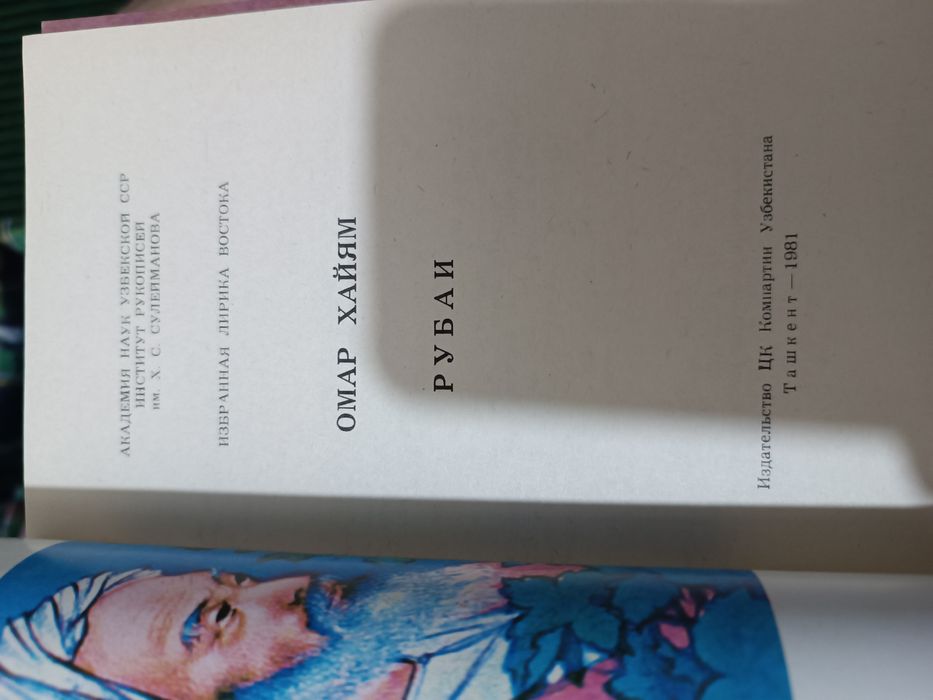 АКАДЕМИЯ НАУК УЗБЕКСКОЙ ССР
ИНСТИТУТ РУКОПИСЕЙ
им. Х. С. СУЛЕЙМАНОВА
ИЗБРАННАЯ ЛИРИКА ВОСТОКА
ОМАР ХАЙЯМ
РУБАИ
Издательство ЦК Компартии Узбекистана
Ташкент — 1981